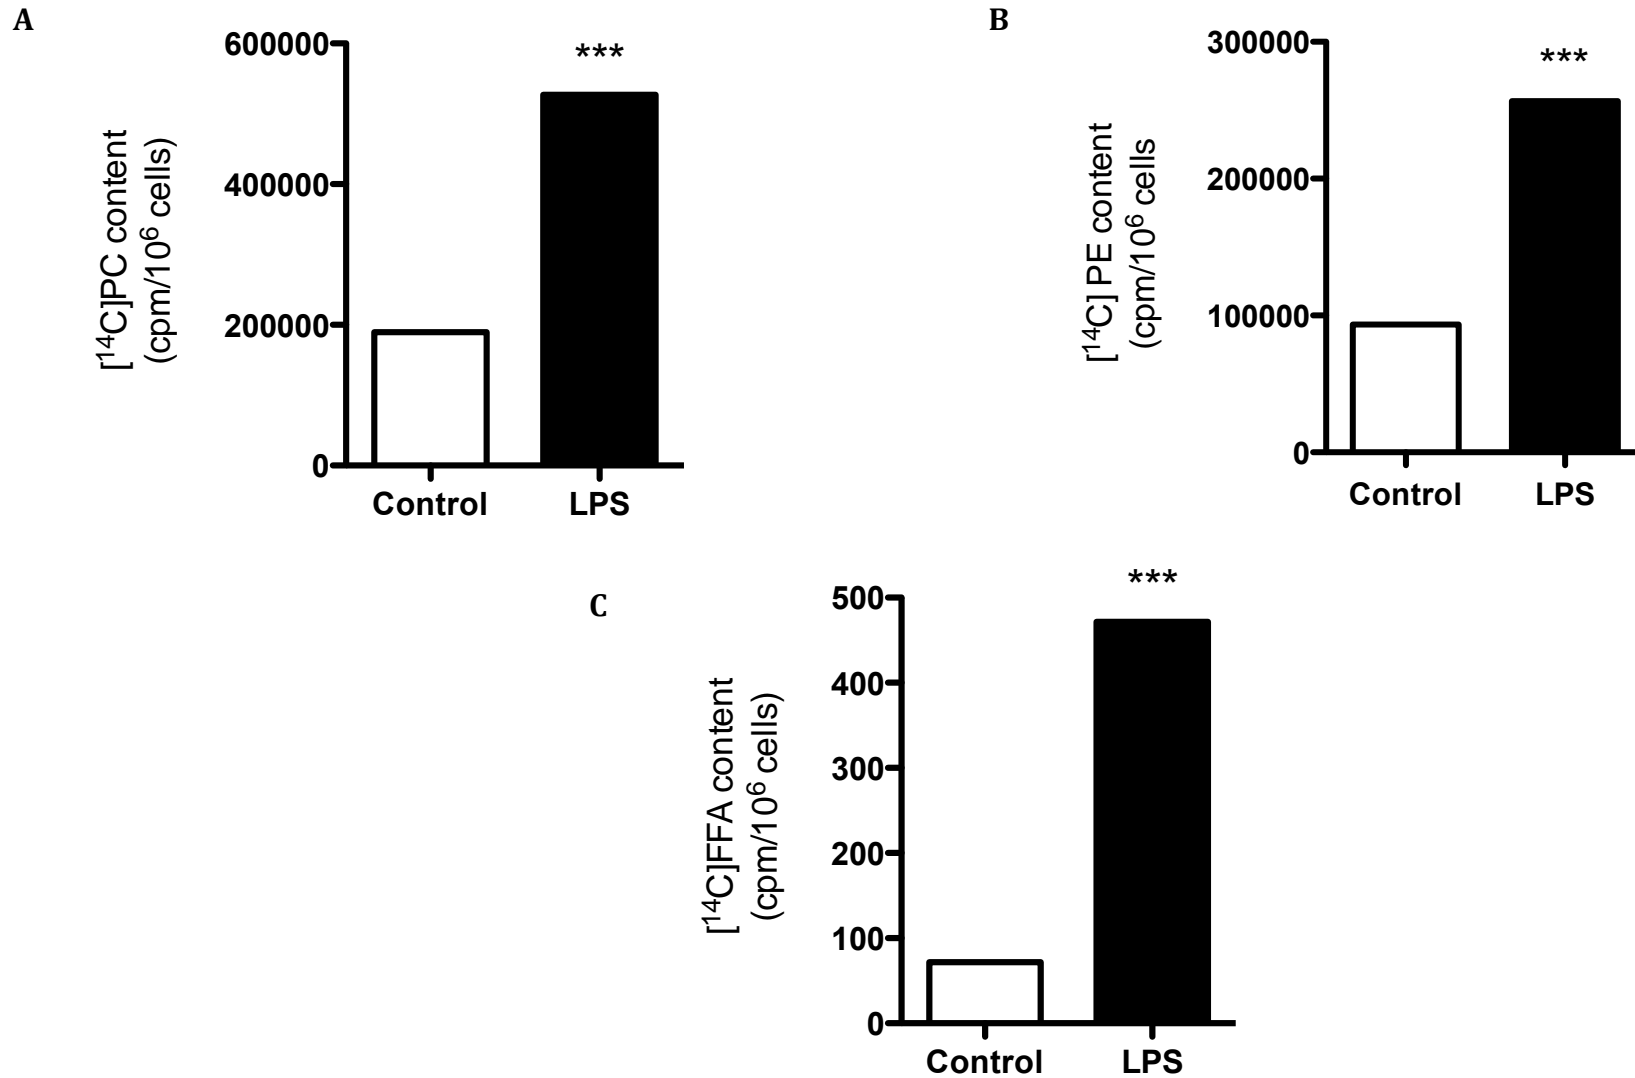 A
[14C]PC content
(cpm/10^6 cells)
600000
400000
200000
0
***
Control
LPS
B
[14C] PE content
(cpm/10^6 cells
300000
200000
100000
0
***
Control
LPS
C
[14C]FFA content
(cpm/10^6 cells)
500
400
300
200
100
0
***
Control
LPS